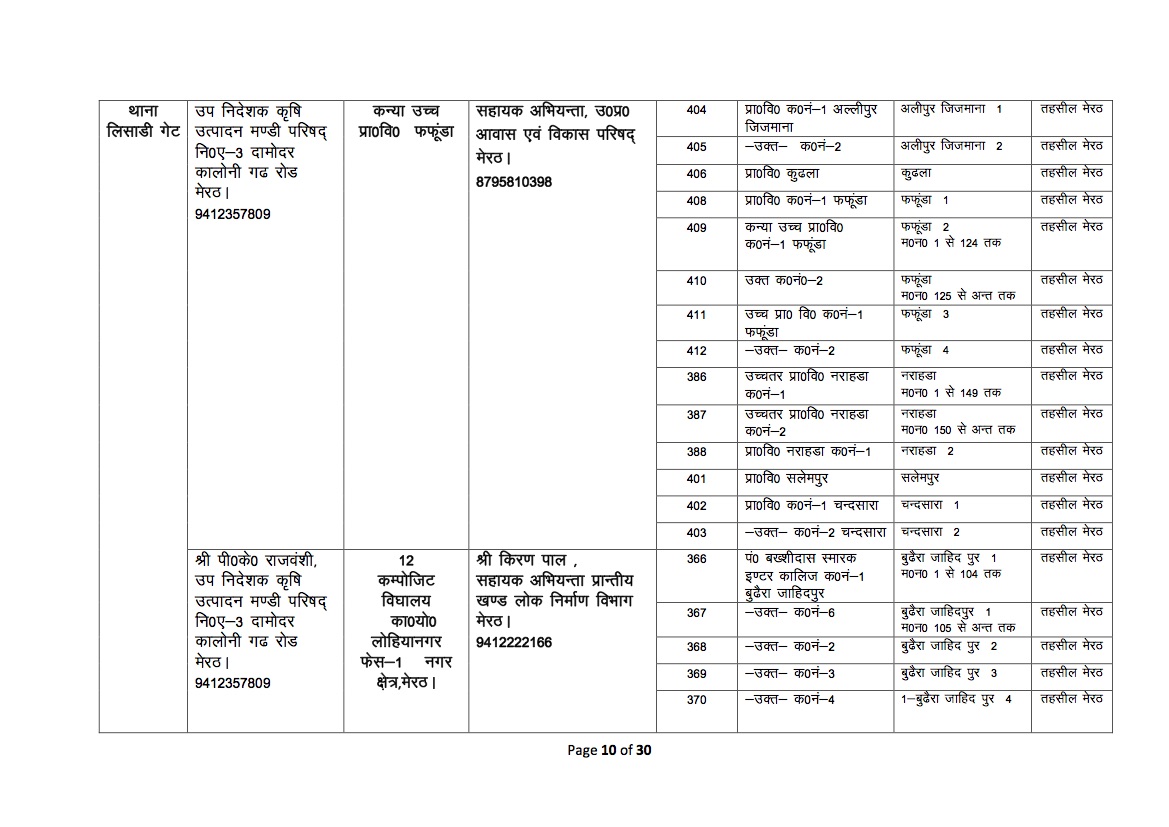 थाना
लिसाडी गेट
उप निदेशक कृषि
उत्पादन मण्डी परिषद्
नि0ए–3 दामोदर
कालोनी गढ रोड
मेरठ।
9412357809
कन्या उच्च
प्रा0वि0 फफूंडा
सहायक अभियन्ता, उ0प्र0
आवास एवं विकास परिषद्
मेरठ।
8795810398
404 प्रा0वि0 क0नं–1 अल्लीपुर अलीपुर जिजमाना 1 तहसील मेरठ
जिजमाना
405 –उक्त– क0नं–2 अलीपुर जिजमाना 2 तहसील मेरठ
406 प्रा0वि0 कुढला कुढला तहसील मेरठ
408 प्रा0वि0 क0नं–1 फफूंडा फफूंडा 1 तहसील मेरठ
409 कन्या उच्च प्रा0वि0 फफूंडा 2 तहसील मेरठ
क0नं–1 फफूंडा म0न0 1 से 124 तक
410 उक्त क0नं0–2 फफूंडा तहसील मेरठ
म0न0 125 से अन्त तक
411 उच्च प्रा0 वि0 क0नं–1 फफूंडा 3 तहसील मेरठ
फफूंडा
412 –उक्त– क0नं–2 फफूंडा 4 तहसील मेरठ
386 उच्चतर प्रा0वि0 नराहडा नराहडा तहसील मेरठ
क0नं–1 म0न0 1 से 149 तक
387 उच्चतर प्रा0वि0 नराहडा नराहडा तहसील मेरठ
क0नं–2 म0न0 150 से अन्त तक
388 प्रा0वि0 नराहडा क0नं–1 नराहडा 2 तहसील मेरठ
401 प्रा0वि0 सलेमपुर सलेमपुर तहसील मेरठ
402 प्रा0वि0 क0नं–1 चन्दसारा चन्दसारा 1 तहसील मेरठ
403 –उक्त– क0नं–2 चन्दसारा चन्दसारा 2 तहसील मेरठ
श्री पी0के0 राजवंशी,
उप निदेशक कृषि
उत्पादन मण्डी परिषद्
नि0ए–3 दामोदर
कालोनी गढ रोड
मेरठ।
9412357809
12
कम्पोजिट
विघालय
का0यो0
लोहियानगर
फेस–1 नगर
क्षेत्र,मेरठ।
श्री किरण पाल ,
सहायक अभियन्ता प्रान्तीय
खण्ड लोक निर्माण विभाग
मेरठ।
9412222166
366 पं0 बख्शीदास स्मारक बुढैरा जाहिद पुर 1 तहसील मेरठ
इण्टर कालिज क0नं–1 म0न0 1 से 104 तक
बुढैरा जाहिदपुर
367 –उक्त– क0नं–6 बुढैरा जाहिदपुर 1 तहसील मेरठ
म0न0 105 से अन्त तक
368 –उक्त– क0नं–2 बुढैरा जाहिद पुर 2 तहसील मेरठ
369 –उक्त– क0नं–3 बुढैरा जाहिद पुर 3 तहसील मेरठ
370 –उक्त– क0नं–4 1–बुढैरा जाहिद पुर 4 तहसील मेरठ
Page 10 of 30